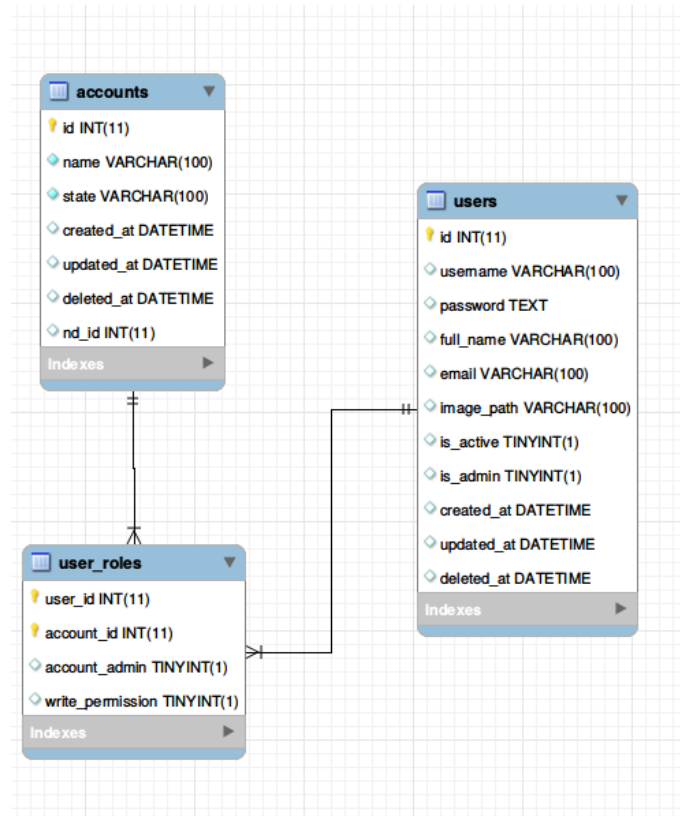 accounts
id INT(11)
name VARCHAR(100)
state VARCHAR(100)
created_at DATETIME
updated_at DATETIME
deleted_at DATETIME
nd_id INT(11)
Indexes
users
id INT(11)
username VARCHAR(100)
password TEXT
full_name VARCHAR(100)
email VARCHAR(100)
image_path VARCHAR(100)
is_active TINYINT(1)
is_admin TINYINT(1)
created_at DATETIME
updated_at DATETIME
deleted_at DATETIME
Indexes
user_roles
user_id INT(11)
account_id INT(11)
account_admin TINYINT(1)
write_permission TINYINT(1)
Indexes